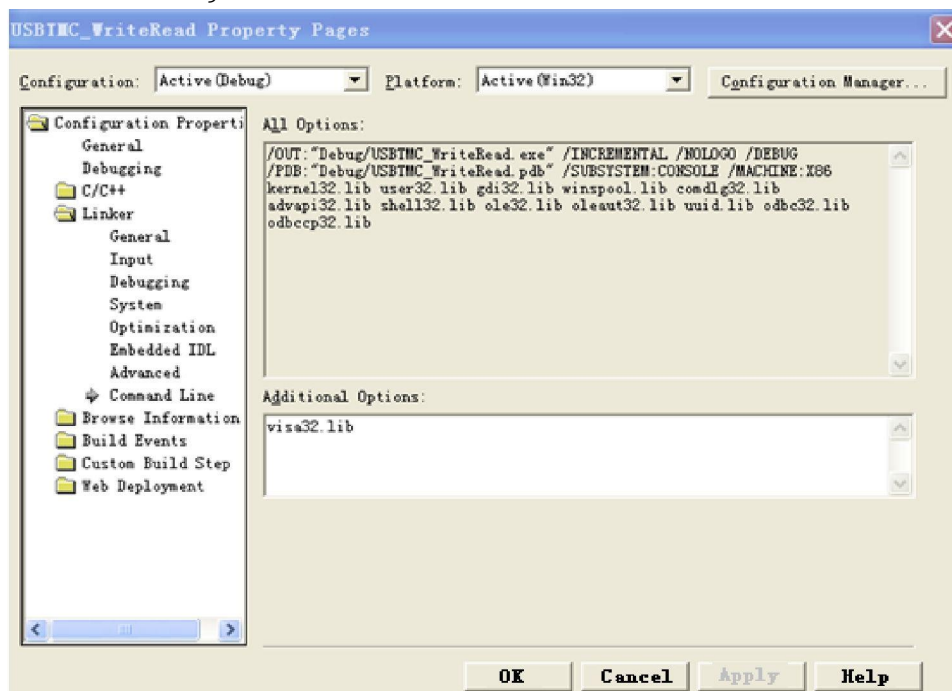 USBTMC_WriteRead Property Pages
Configuration: Active(Debug) Platform: Active(Win32) Configuration Manager...
Configuration Properti
General
Debugging
C/C++
Linker
General
Input
Debugging
System
Optimization
Embedded IDL
Advanced
Command Line
Browse Information
Build Events
Custom Build Step
Web Deployment
All Options:
/OUT:"Debug/USBTMC_WriteRead.exe" /INCREMENTAL /NOLOGO /DEBUG
/PDB:"Debug/USBTMC_WriteRead.pdb" /SUBSYSTEM:CONSOLE /MACHINE:X86
kernel32.lib user32.lib gdi32.lib winspool.lib comdlg32.lib
advapi32.lib shell32.lib ole32.lib oleaut32.lib uuid.lib odbc32.lib
odbccp32.lib
Additional Options:
visa32.lib
OK Cancel Apply Help